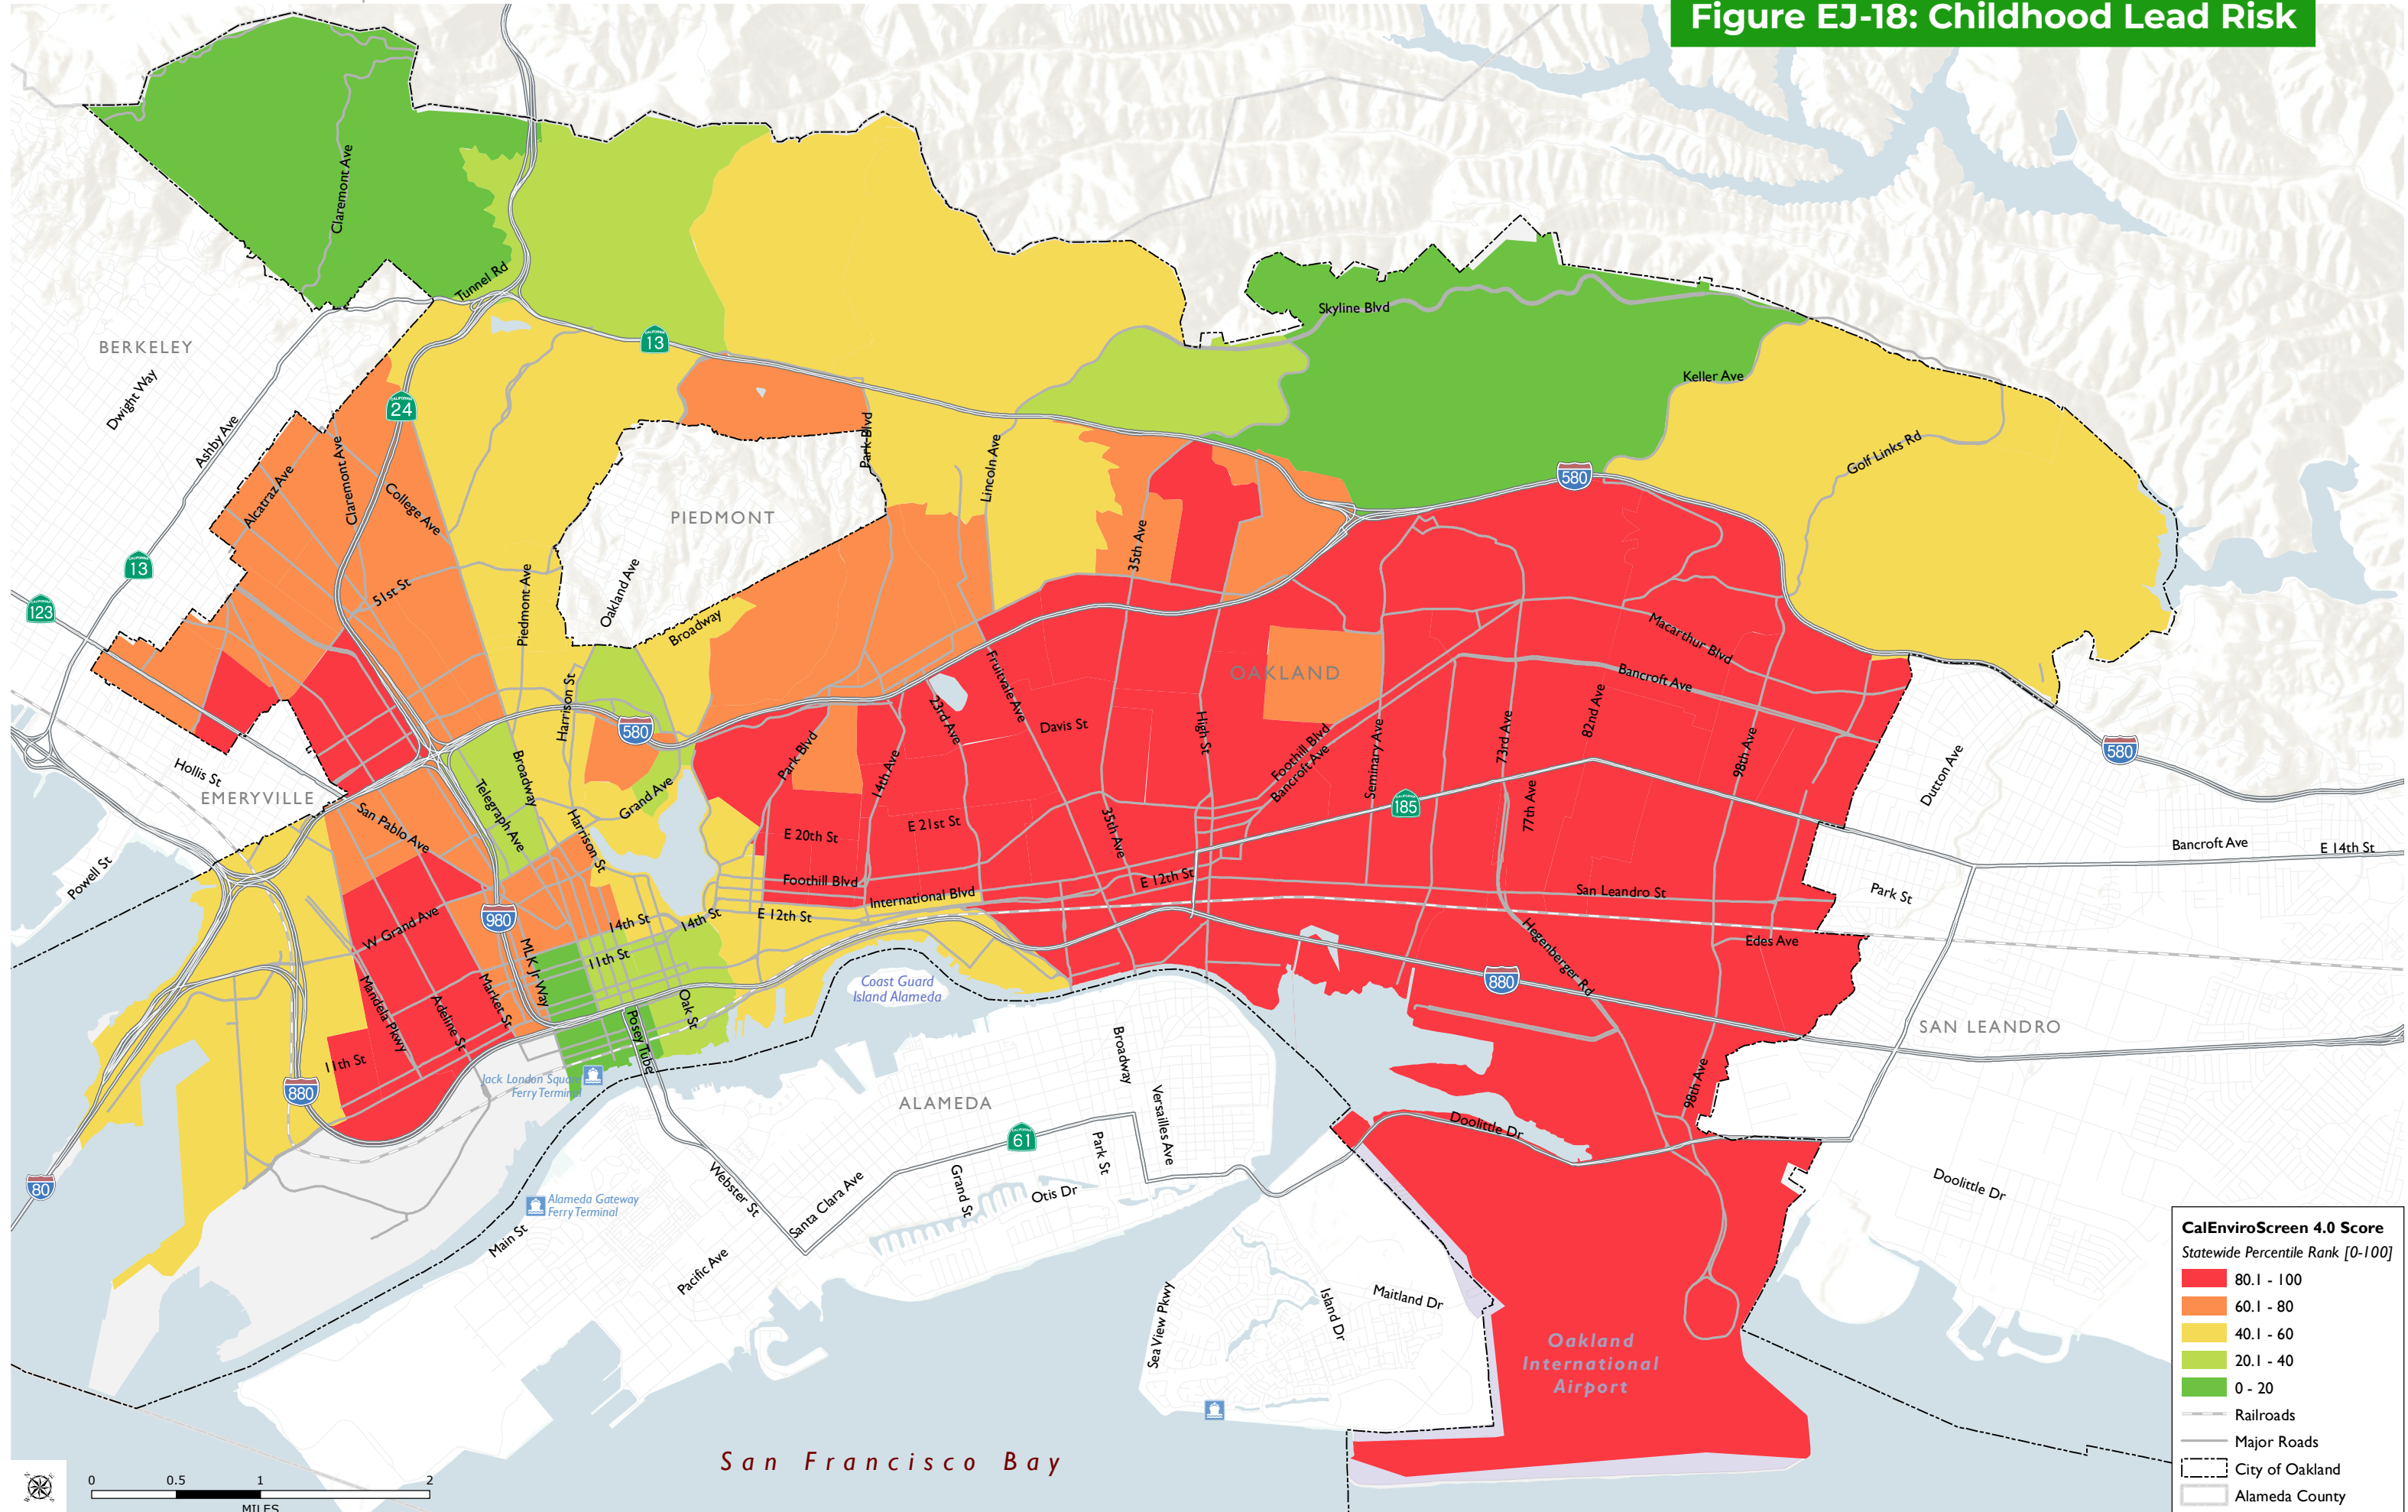 Figure EJ-18: Childhood Lead Risk
Claremont Ave
Tunnel Rd
13
Skyline Blvd
BERKELEY
Dwight Way
Ashby Ave
24
Keller Ave
Golf Links Rd
Park Blvd
Lincoln Ave
580
Alcatraz Ave
Claremont Ave
College Ave
PIEDMONT
35th Ave
13
123
51st St
Piedmont Ave
Oakland Ave
Broadway
Macarthur Blvd
OAKLAND
Bancroft Ave
Harrison St
580
Fruitvale Ave
23rd Ave
Davis St
High St
Foothill Blvd
Bancroft Ave
Seminary Ave
73rd Ave
82nd Ave
98th Ave
580
Hollis St
EMERYVILLE
Broadway
Telegraph Ave
Harrison St
Grand Ave
Park Blvd
14th Ave
Dutton Ave
San Pablo Ave
185
77th Ave
E 20th St
E 21st St
35th Ave
Bancroft Ave
E 14th St
Powell St
Foothill Blvd
International Blvd
E 12th St
San Leandro St
Park St
W Grand Ave
980
14th St
14th St
E 12th St
Hegenberger Rd
Edes Ave
11th St
MLK Jr Way
Coast Guard
Island Alameda
880
Mandela Pkwy
Adeline St
Market St
Oak St
Posey Tube
SAN LEANDRO
11th St
880
Jack London Square
Ferry Terminal
Broadway
Versailles Ave
98th Ave
ALAMEDA
61
Doolittle Dr
Park St
80
Alameda Gateway
Ferry Terminal
Webster St
Santa Clara Ave
Grand St
Otis Dr
Doolittle Dr
Main St
Pacific Ave
Sea View Pkwy
Island Dr
Maitland Dr
Oakland
International
Airport
San Francisco Bay
CalEnviroScreen 4.0 Score
Statewide Percentile Rank [0-100]
80.1 - 100
60.1 - 80
40.1 - 60
20.1 - 40
0 - 20
Railroads
Major Roads
City of Oakland
Alameda County
0 0.5 1 2
MILES